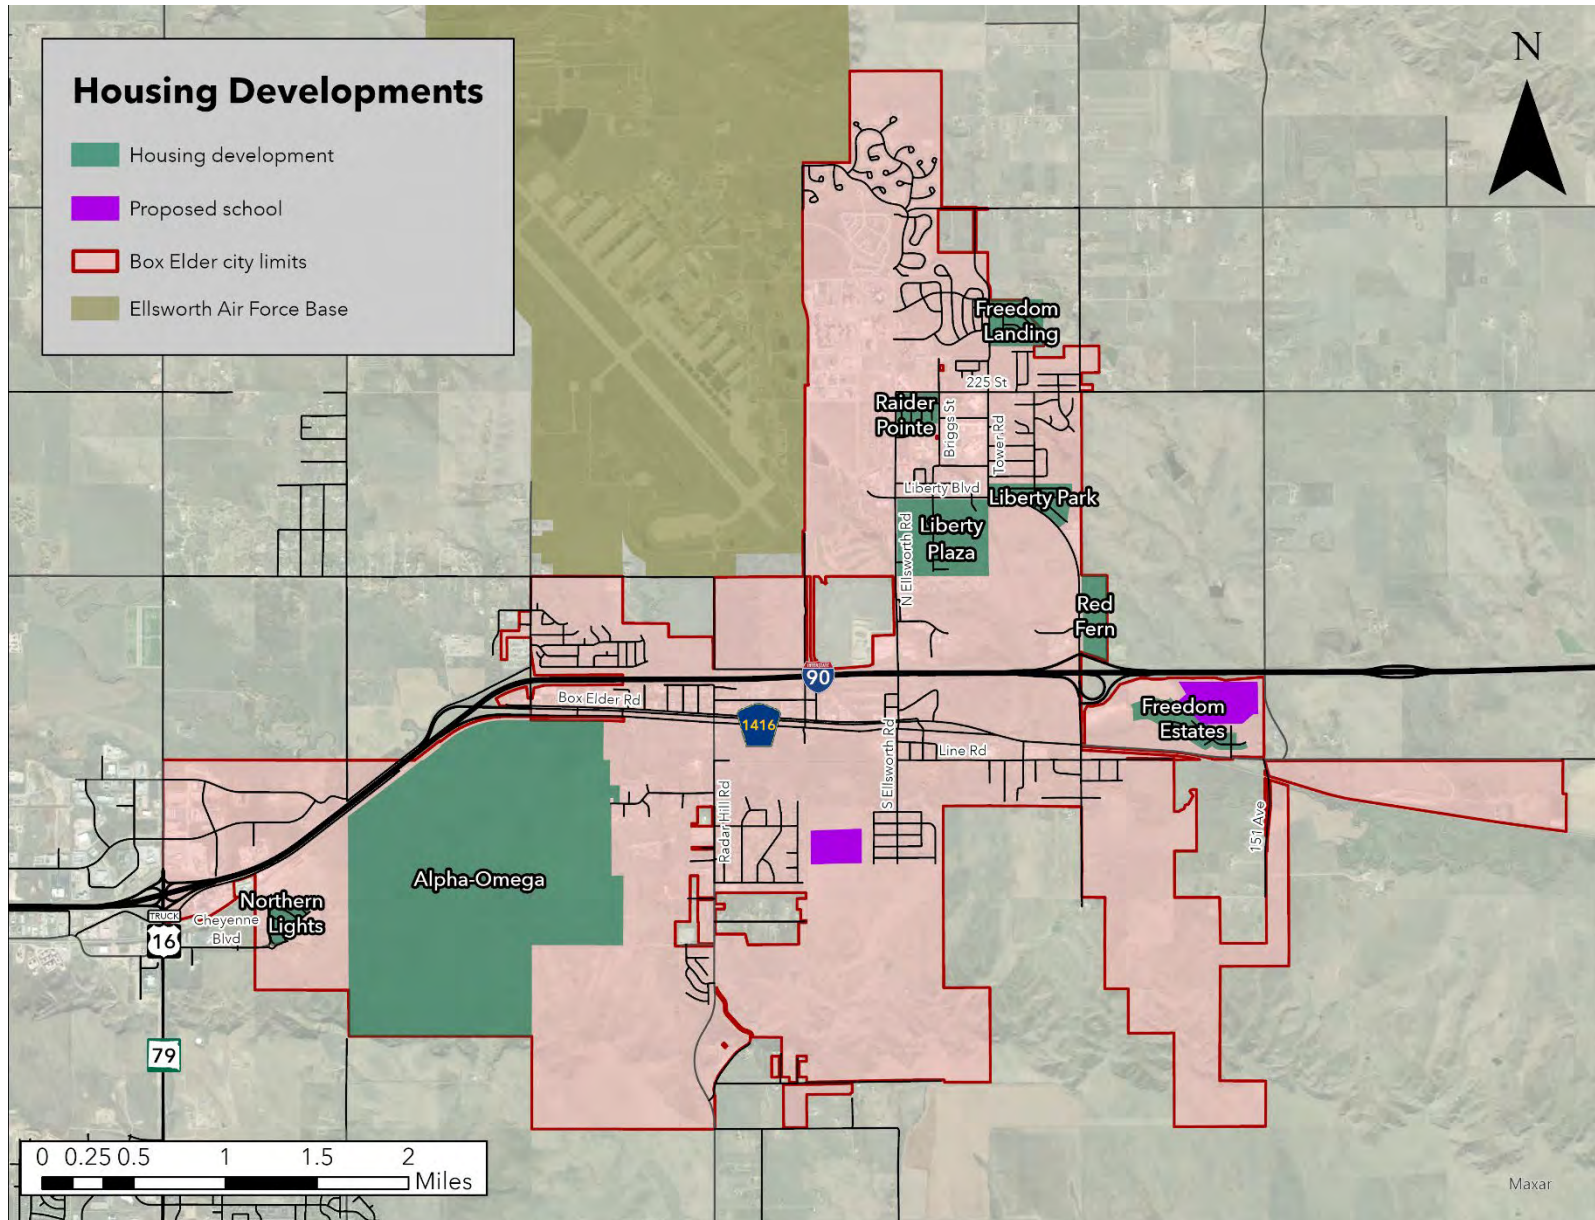 Housing Developments
Housing development
Proposed school
Box Elder city limits
Ellsworth Air Force Base
N
Freedom
Landing
225 St
Raider
Pointe
Briggs St
Tower Rd
Liberty Blvd
Liberty Park
Liberty
Plaza
N Ellsworth Rd
Red
Fern
INTERSTATE
90
Box Elder Rd
1416
Freedom
Estates
S Ellsworth Rd
Line Rd
Radar Hill Rd
151 Ave
Alpha-Omega
Northern
Lights
Cheyenne
Blvd
TRUCK
16
79
0 0.25 0.5 1 1.5 2
Miles
Maxar